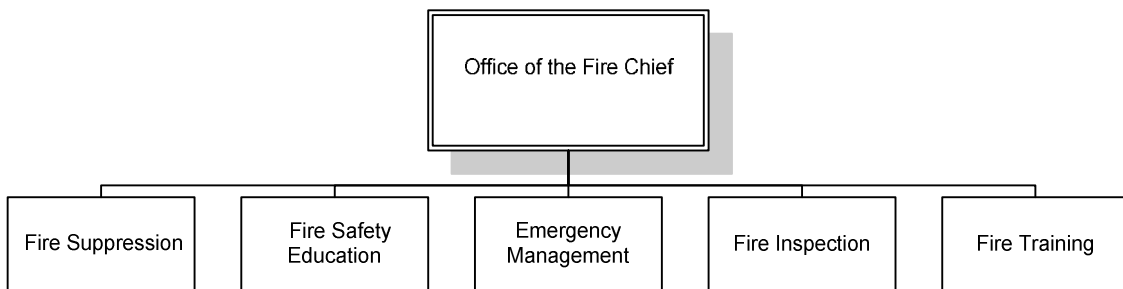 Office of the Fire Chief
Fire Suppression
Fire Safety
Education
Emergency
Management
Fire Inspection
Fire Training